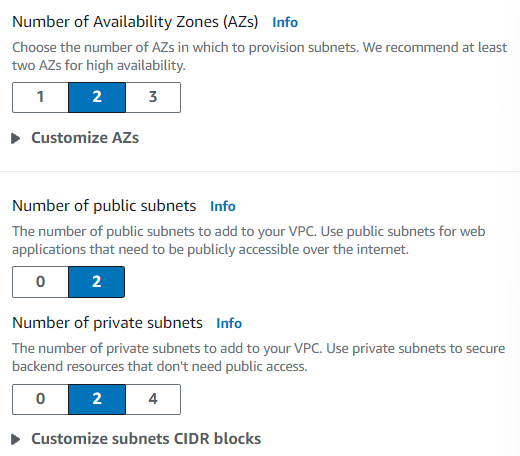 Number of Availability Zones (AZs) Info
Choose the number of AZs in which to provision subnets. We recommend at least
two AZs for high availability.
1 2 3
Customize AZs
Number of public subnets Info
The number of public subnets to add to your VPC. Use public subnets for web
applications that need to be publicly accessible over the internet.
0 2
Number of private subnets Info
The number of private subnets to add to your VPC. Use private subnets to secure
backend resources that don't need public access.
0 2 4
Customize subnets CIDR blocks